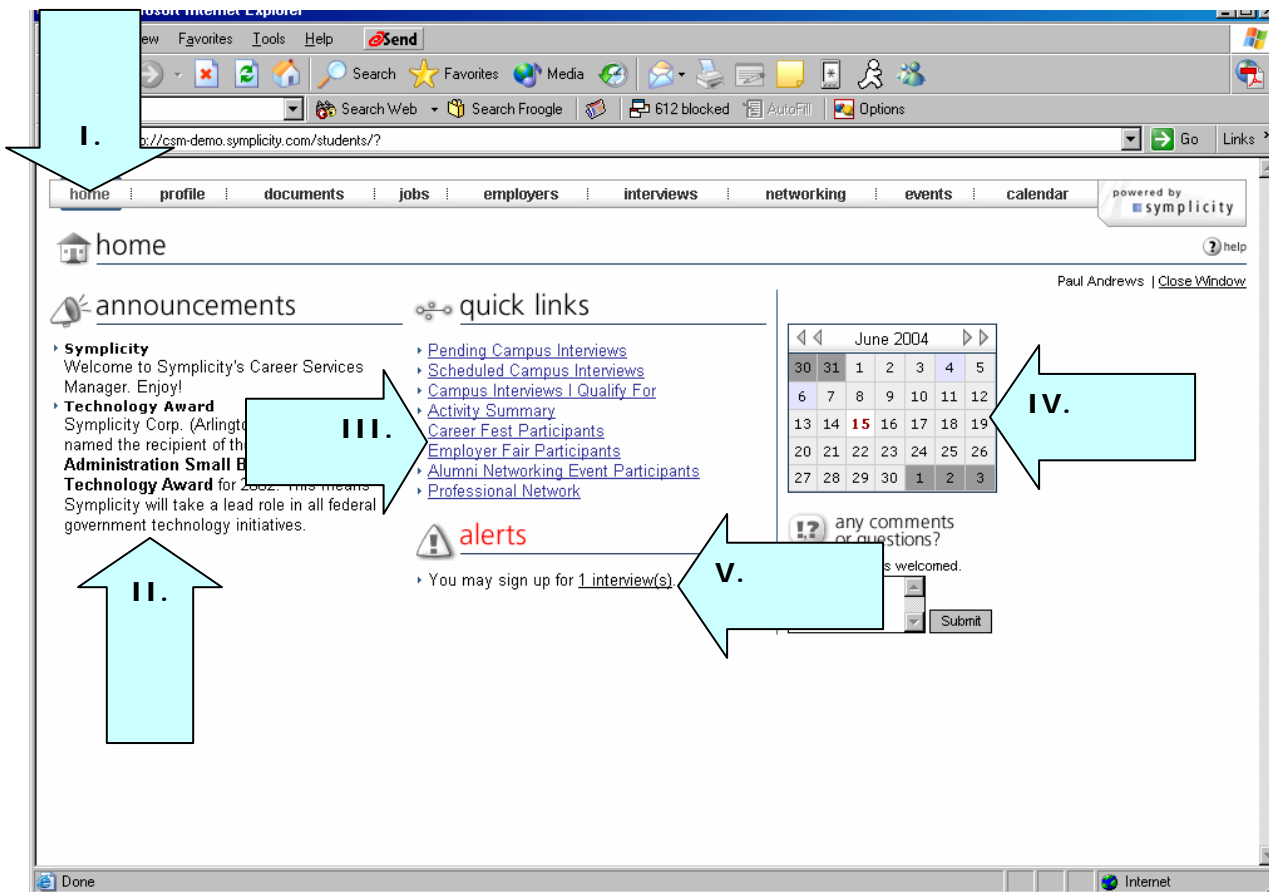 Microsoft Internet Explorer
ew Favorites Tools Help eSend
Search Favorites Media
Search Web Search Froogle 612 blocked AutoFill Options
I.
p://csm-demo.symplicity.com/students/? Go Links
home profile documents jobs employers interviews networking events calendar powered by
symplicity
home
help
Paul Andrews | Close Window
announcements
Symplicity
Welcome to Symplicity's Career Services
Manager. Enjoy!
Technology Award
Symplicity Corp. (Arlingto
named the recipient of the
Administration Small B
Technology Award for 2002. This means
Symplicity will take a lead role in all federal
government technology initiatives.
II.
quick links
Pending Campus Interviews
Scheduled Campus Interviews
Campus Interviews I Qualify For
Activity Summary
Career Fest Participants
Employer Fair Participants
Alumni Networking Event Participants
Professional Network
III.
alerts
You may sign up for 1 interview(s).
V.
June 2004
30 31 1 2 3 4 5
6 7 8 9 10 11 12
13 14 15 16 17 18 19
20 21 22 23 24 25 26
27 28 29 30 1 2 3
IV.
any comments
or questions?
s welcomed.
Submit
Done Internet